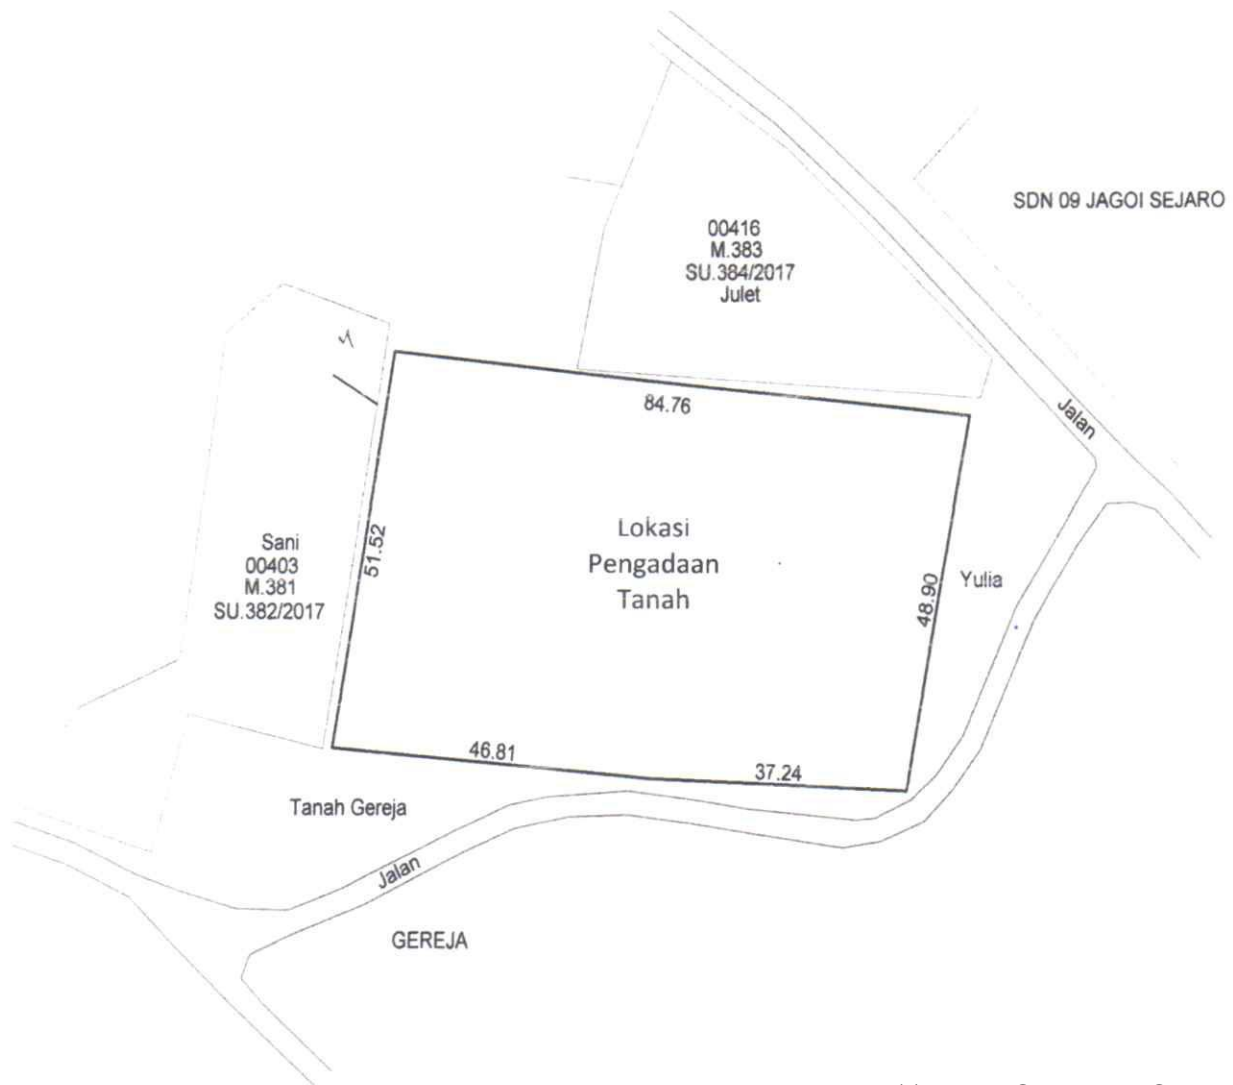 SDN 09 JAGOI SEJARO
00416
M.383
SU.384/2017
Julet
84.76
Jalan
Lokasi
Pengadaan
Tanah
51.52
Sani
00403
M.381
SU.382/2017
48.90
Yulia
46.81
37.24
Tanah Gereja
Jalan
GEREJA